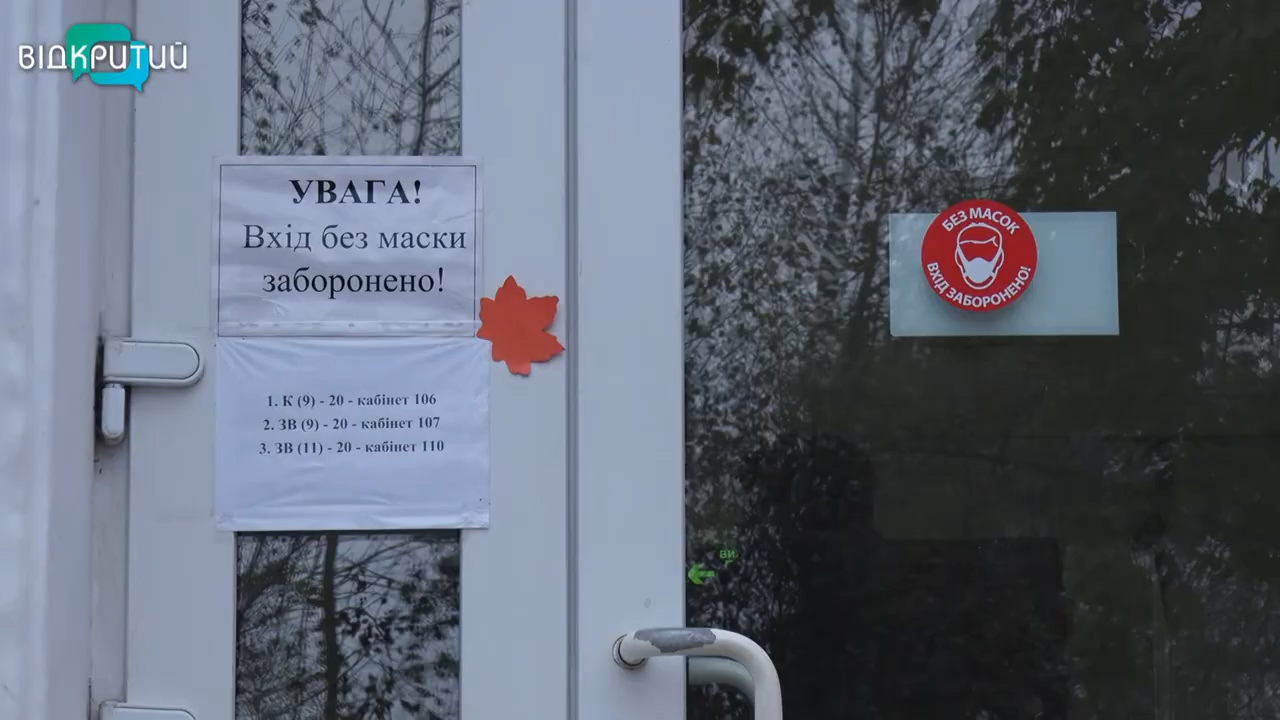 ВІДКРИТИЙ
УВАГА!
Вхід без маски
заборонено!
1. К (9) - 20 - кабінет 106
2. ЗВ (9) - 20 - кабінет 107
3. ЗВ (11) - 20 - кабінет 110
БЕЗ МАСОК
ВХІД ЗАБОРОНЕНО!